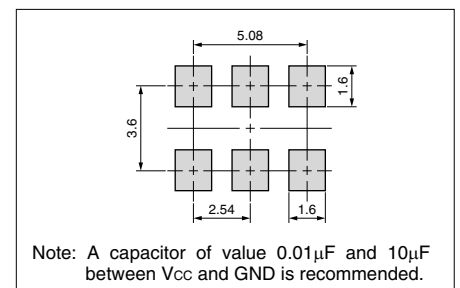 5.08
1.6
3.6
2.54
1.6
Note: A capacitor of value 0.01μF and 10μF
between Vcc and GND is recommended.